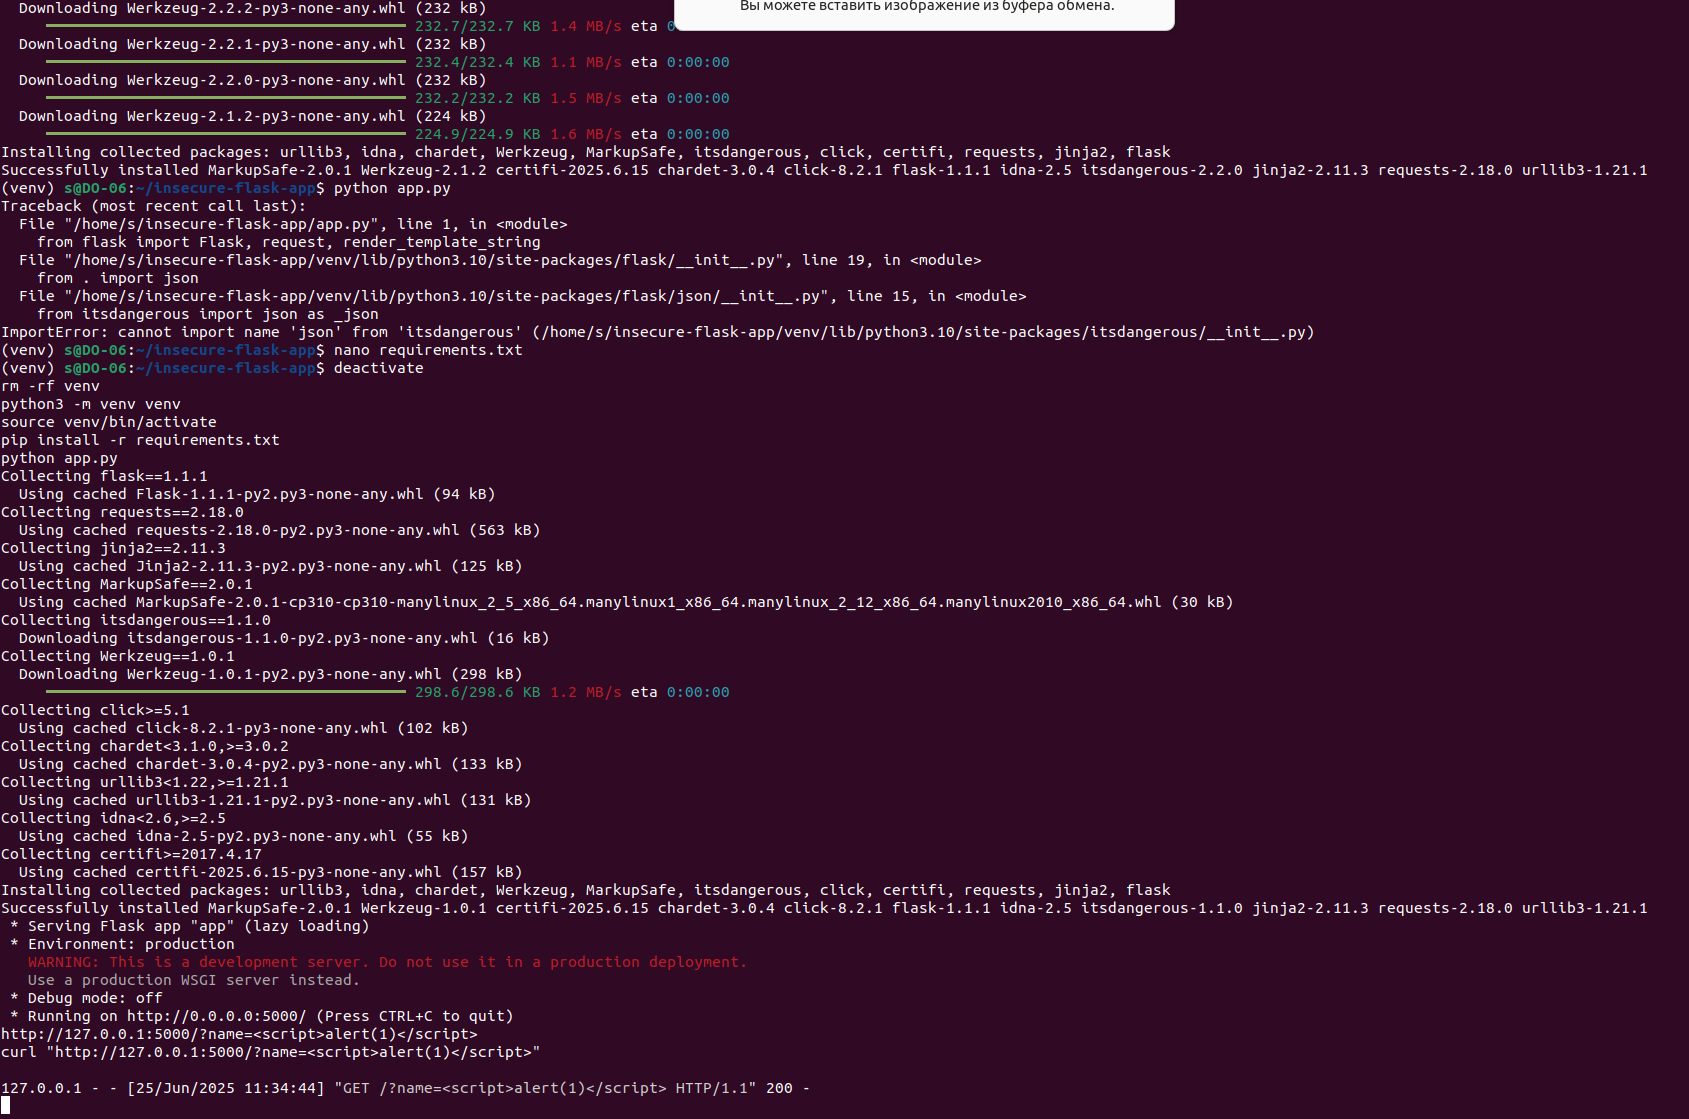 Вы можете вставить изображение из буфера обмена.
Downloading Werkzeug-2.2.2-py3-none-any.whl (232 kB)
232.7/232.7 KB 1.4 MB/s eta 0
Downloading Werkzeug-2.2.1-py3-none-any.whl (232 kB)
232.4/232.4 KB 1.1 MB/s eta 0:00:00
Downloading Werkzeug-2.2.0-py3-none-any.whl (232 kB)
232.2/232.2 KB 1.5 MB/s eta 0:00:00
Downloading Werkzeug-2.1.2-py3-none-any.whl (224 kB)
224.9/224.9 KB 1.6 MB/s eta 0:00:00
Installing collected packages: urllib3, idna, chardet, Werkzeug, MarkupSafe, itsdangerous, click, certifi, requests, jinja2, flask
Successfully installed MarkupSafe-2.0.1 Werkzeug-2.1.2 certifi-2025.6.15 chardet-3.0.4 click-8.2.1 flask-1.1.1 idna-2.5 itsdangerous-2.2.0 jinja2-2.11.3 requests-2.18.0 urllib3-1.21.1
(venv) s@DO-06:~/insecure-flask-app$ python app.py
Traceback (most recent call last):
File "/home/s/insecure-flask-app/app.py", line 1, in <module>
from flask import Flask, request, render_template_string
File "/home/s/insecure-flask-app/venv/lib/python3.10/site-packages/flask/__init__.py", line 19, in <module>
from . import json
File "/home/s/insecure-flask-app/venv/lib/python3.10/site-packages/flask/json/__init__.py", line 15, in <module>
from itsdangerous import json as _json
ImportError: cannot import name 'json' from 'itsdangerous' (/home/s/insecure-flask-app/venv/lib/python3.10/site-packages/itsdangerous/__init__.py)
(venv) s@DO-06:~/insecure-flask-app$ nano requirements.txt
(venv) s@DO-06:~/insecure-flask-app$ deactivate
rm -rf venv
python3 -m venv venv
source venv/bin/activate
pip install -r requirements.txt
python app.py
Collecting flask==1.1.1
Using cached Flask-1.1.1-py2.py3-none-any.whl (94 kB)
Collecting requests==2.18.0
Using cached requests-2.18.0-py2.py3-none-any.whl (563 kB)
Collecting jinja2==2.11.3
Using cached Jinja2-2.11.3-py2.py3-none-any.whl (125 kB)
Collecting MarkupSafe==2.0.1
Using cached MarkupSafe-2.0.1-cp310-cp310-manylinux_2_5_x86_64.manylinux1_x86_64.manylinux_2_12_x86_64.manylinux2010_x86_64.whl (30 kB)
Collecting itsdangerous==1.1.0
Downloading itsdangerous-1.1.0-py2.py3-none-any.whl (16 kB)
Collecting Werkzeug==1.0.1
Downloading Werkzeug-1.0.1-py2.py3-none-any.whl (298 kB)
298.6/298.6 KB 1.2 MB/s eta 0:00:00
Collecting click>=5.1
Using cached click-8.2.1-py3-none-any.whl (102 kB)
Collecting chardet<3.1.0,>=3.0.2
Using cached chardet-3.0.4-py2.py3-none-any.whl (133 kB)
Collecting urllib3<1.22,>=1.21.1
Using cached urllib3-1.21.1-py2.py3-none-any.whl (131 kB)
Collecting idna<2.6,>=2.5
Using cached idna-2.5-py2.py3-none-any.whl (55 kB)
Collecting certifi>=2017.4.17
Using cached certifi-2025.6.15-py3-none-any.whl (157 kB)
Installing collected packages: urllib3, idna, chardet, Werkzeug, MarkupSafe, itsdangerous, click, certifi, requests, jinja2, flask
Successfully installed MarkupSafe-2.0.1 Werkzeug-1.0.1 certifi-2025.6.15 chardet-3.0.4 click-8.2.1 flask-1.1.1 idna-2.5 itsdangerous-1.1.0 jinja2-2.11.3 requests-2.18.0 urllib3-1.21.1
* Serving Flask app "app" (lazy loading)
* Environment: production
WARNING: This is a development server. Do not use it in a production deployment.
Use a production WSGI server instead.
* Debug mode: off
* Running on http://0.0.0.0:5000/ (Press CTRL+C to quit)
http://127.0.0.1:5000/?name=<script>alert(1)</script>
curl "http://127.0.0.1:5000/?name=<script>alert(1)</script>"
127.0.0.1 - - [25/Jun/2025 11:34:44] "GET /?name=<script>alert(1)</script> HTTP/1.1" 200 -